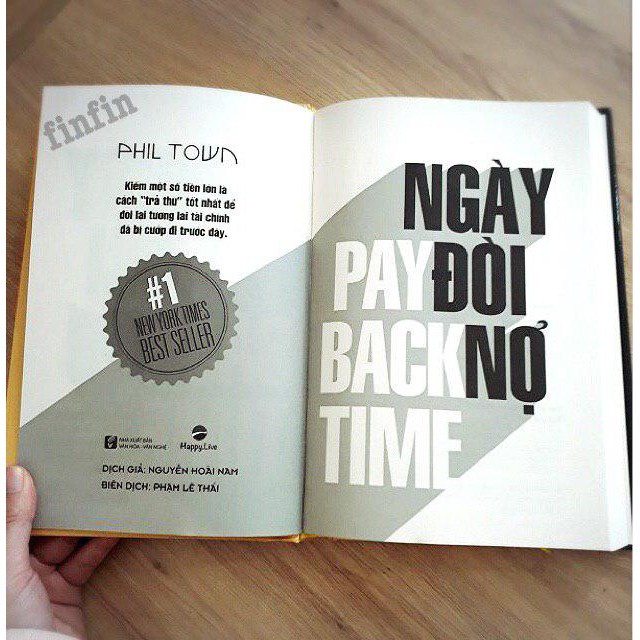 finfin
PHIL TOWN
Kiếm một số tiền lớn là
cách "trả thù" tốt nhất để
đòi lại tương lai tài chính
đã bị cướp đi trước đây.
#1
NEW YORK TIMES
BEST SELLER
NHÀ XUẤT BẢN
VĂN HÓA - VĂN NGHỆ
Happy.Live
DỊCH GIẢ: NGUYỄN HOÀI NAM
BIÊN DỊCH: PHẠM LÊ THÁI
NGÀY
PAY ĐÒI
BACK NỢ
TIME